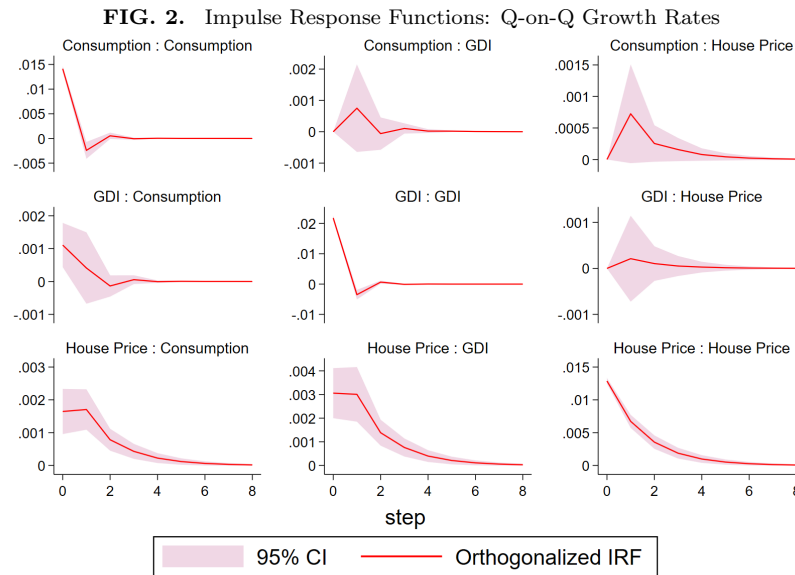 FIG. 2. Impulse Response Functions: Q-on-Q Growth Rates
Consumption : Consumption
Consumption : GDI
Consumption : House Price
.015
.01
.005
0
-.005
.002
.001
0
-.001
.0015
.001
.0005
0
GDI : Consumption
GDI : GDI
GDI : House Price
.002
.001
0
-.001
.02
.01
0
-.01
.001
0
-.001
House Price : Consumption
House Price : GDI
House Price : House Price
.003
.002
.001
0
.004
.003
.002
.001
0
.015
.01
.005
0
0 2 4 6 8
0 2 4 6 8
0 2 4 6 8
step
95% CI
Orthogonalized IRF